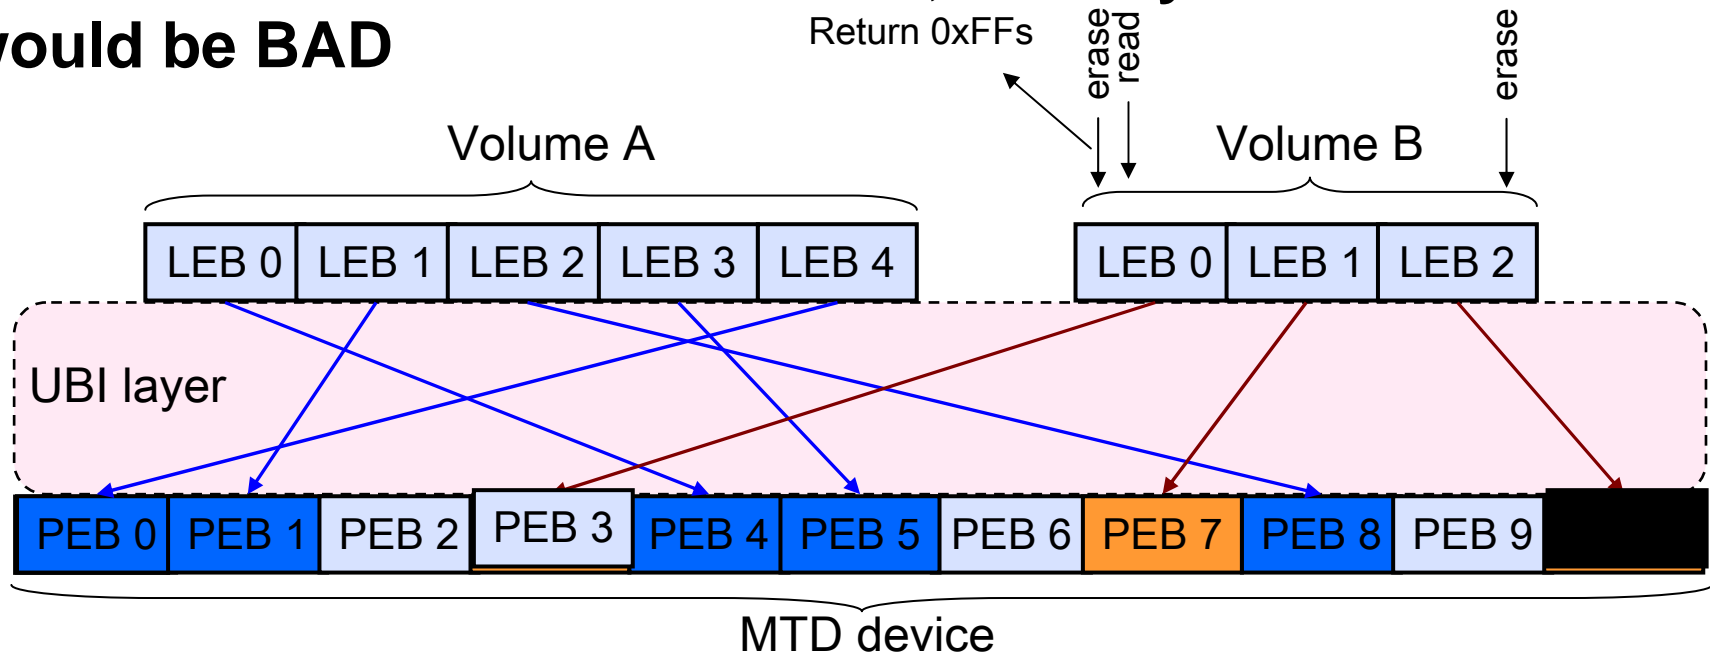 would be BAD
Return 0xFFs
erase
read
erase
Volume A
Volume B
LEB 0 LEB 1 LEB 2 LEB 3 LEB 4 LEB 0 LEB 1 LEB 2
UBI layer
PEB 0 PEB 1 PEB 2 PEB 3 PEB 4 PEB 5 PEB 6 PEB 7 PEB 8 PEB 9
MTD device